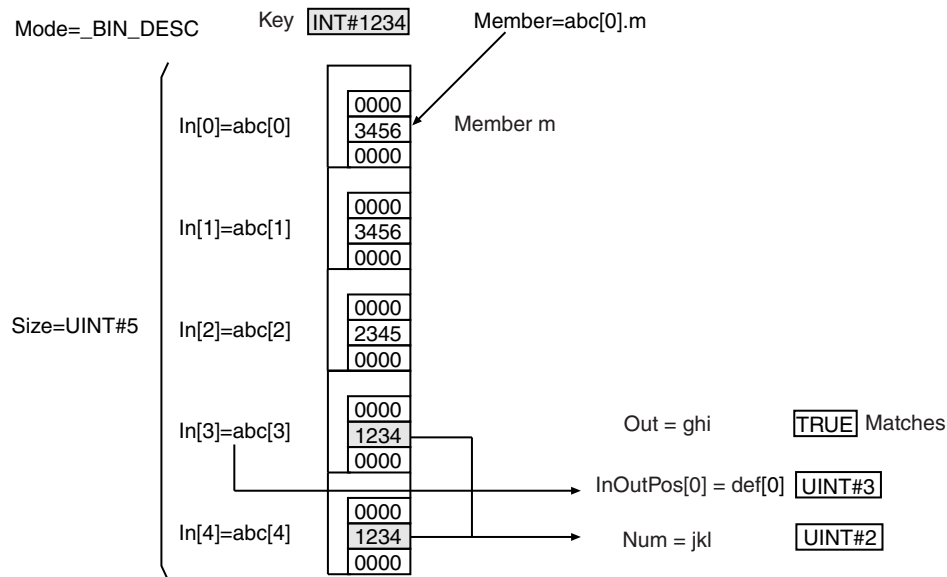 Mode=_BIN_DESC
Key INT#1234
Member=abc[0].m
0000
In[0]=abc[0] 3456 Member m
0000
0000
In[1]=abc[1] 3456
0000
0000
Size=UINT#5 In[2]=abc[2] 2345
0000
0000
In[3]=abc[3] 1234
0000
Out = ghi TRUE Matches
InOutPos[0] = def[0] UINT#3
0000
In[4]=abc[4] 1234
0000
Num = jkl UINT#2